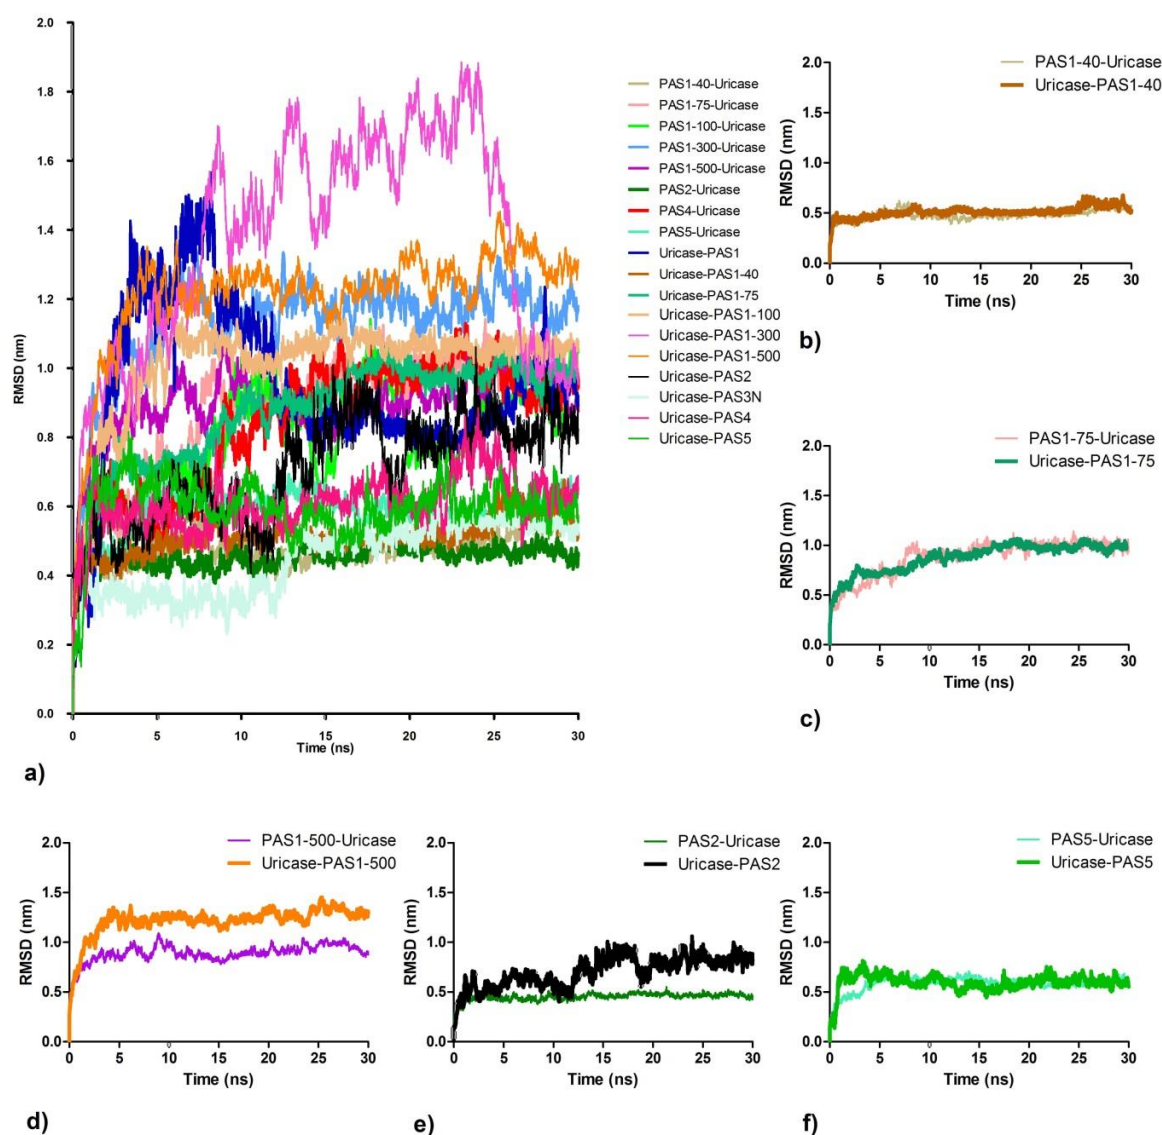 2.0
1.8
1.6
1.4
1.2
1.0
0.8
0.6
0.4
0.2
0.0
RMSD (nm)
0 5 10 15 20 25 30
Time (ns)
a)
PAS1-40-Uricase
PAS1-75-Uricase
PAS1-100-Uricase
PAS1-300-Uricase
PAS1-500-Uricase
PAS2-Uricase
PAS4-Uricase
PAS5-Uricase
Uricase-PAS1
Uricase-PAS1-40
Uricase-PAS1-75
Uricase-PAS1-100
Uricase-PAS1-300
Uricase-PAS1-500
Uricase-PAS2
Uricase-PAS3N
Uricase-PAS4
Uricase-PAS5
PAS1-40-Uricase
Uricase-PAS1-40
2.0
1.5
1.0
0.5
0.0
RMSD (nm)
0 5 10 15 20 25 30
Time (ns)
b)
PAS1-75-Uricase
Uricase-PAS1-75
2.0
1.5
1.0
0.5
0.0
RMSD (nm)
0 5 10 15 20 25 30
Time (ns)
c)
PAS1-500-Uricase
Uricase-PAS1-500
2.0
1.5
1.0
0.5
0.0
RMSD (nm)
0 5 10 15 20 25 30
Time (ns)
d)
PAS2-Uricase
Uricase-PAS2
2.0
1.5
1.0
0.5
0.0
RMSD (nm)
0 5 10 15 20 25 30
Time (ns)
e)
PAS5-Uricase
Uricase-PAS5
2.0
1.5
1.0
0.5
0.0
RMSD (nm)
0 5 10 15 20 25 30
Time (ns)
f)